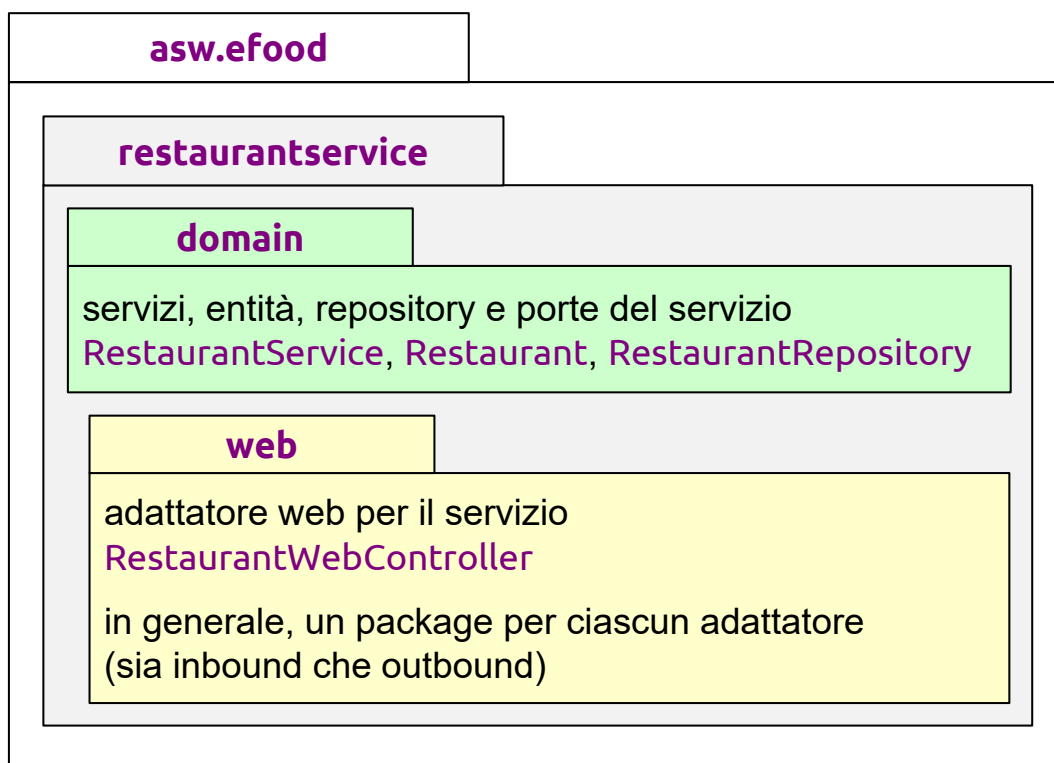 asw.efood
restaurantservice
domain
servizi, entità, repository e porte del servizio
RestaurantService, Restaurant, RestaurantRepository
web
adattatore web per il servizio
RestaurantWebController
in generale, un package per ciascun adattatore
(sia inbound che outbound)